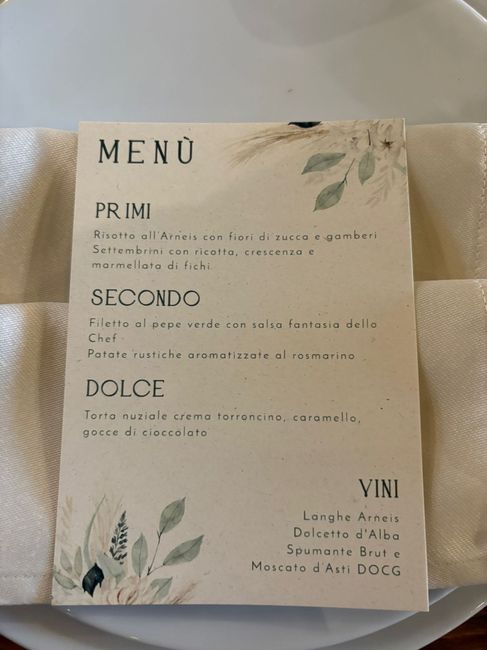 MENÙ
PRIMI
Risotto all'Arneis con fiori di zucca e gamberi
Settembrini con ricotta, crescenza e
marmellata di fichi
SECONDO
Filetto al pepe verde con salsa fantasia dello
Chef
Patate rustiche aromatizzate al rosmarino
DOLCE
Torta nuziale crema torroncino, caramello,
gocce di cioccolato
VINI
Langhe Arneis
Dolcetto d'Alba
Spumante Brut e
Moscato d'Asti DOCG